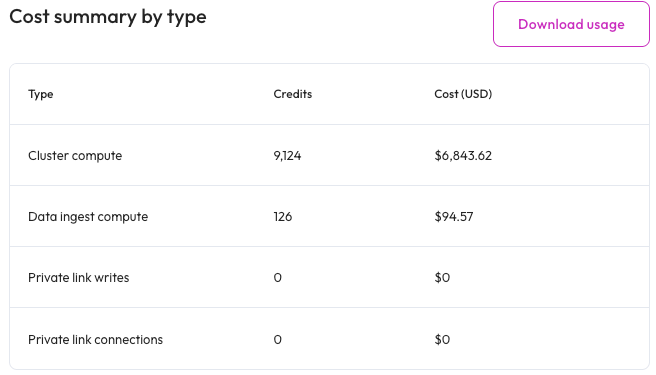 Cost summary by type
Download usage
Type Credits Cost (USD)
Cluster compute 9,124 $6,843.62
Data ingest compute 126 $94.57
Private link writes 0 $0
Private link connections 0 $0